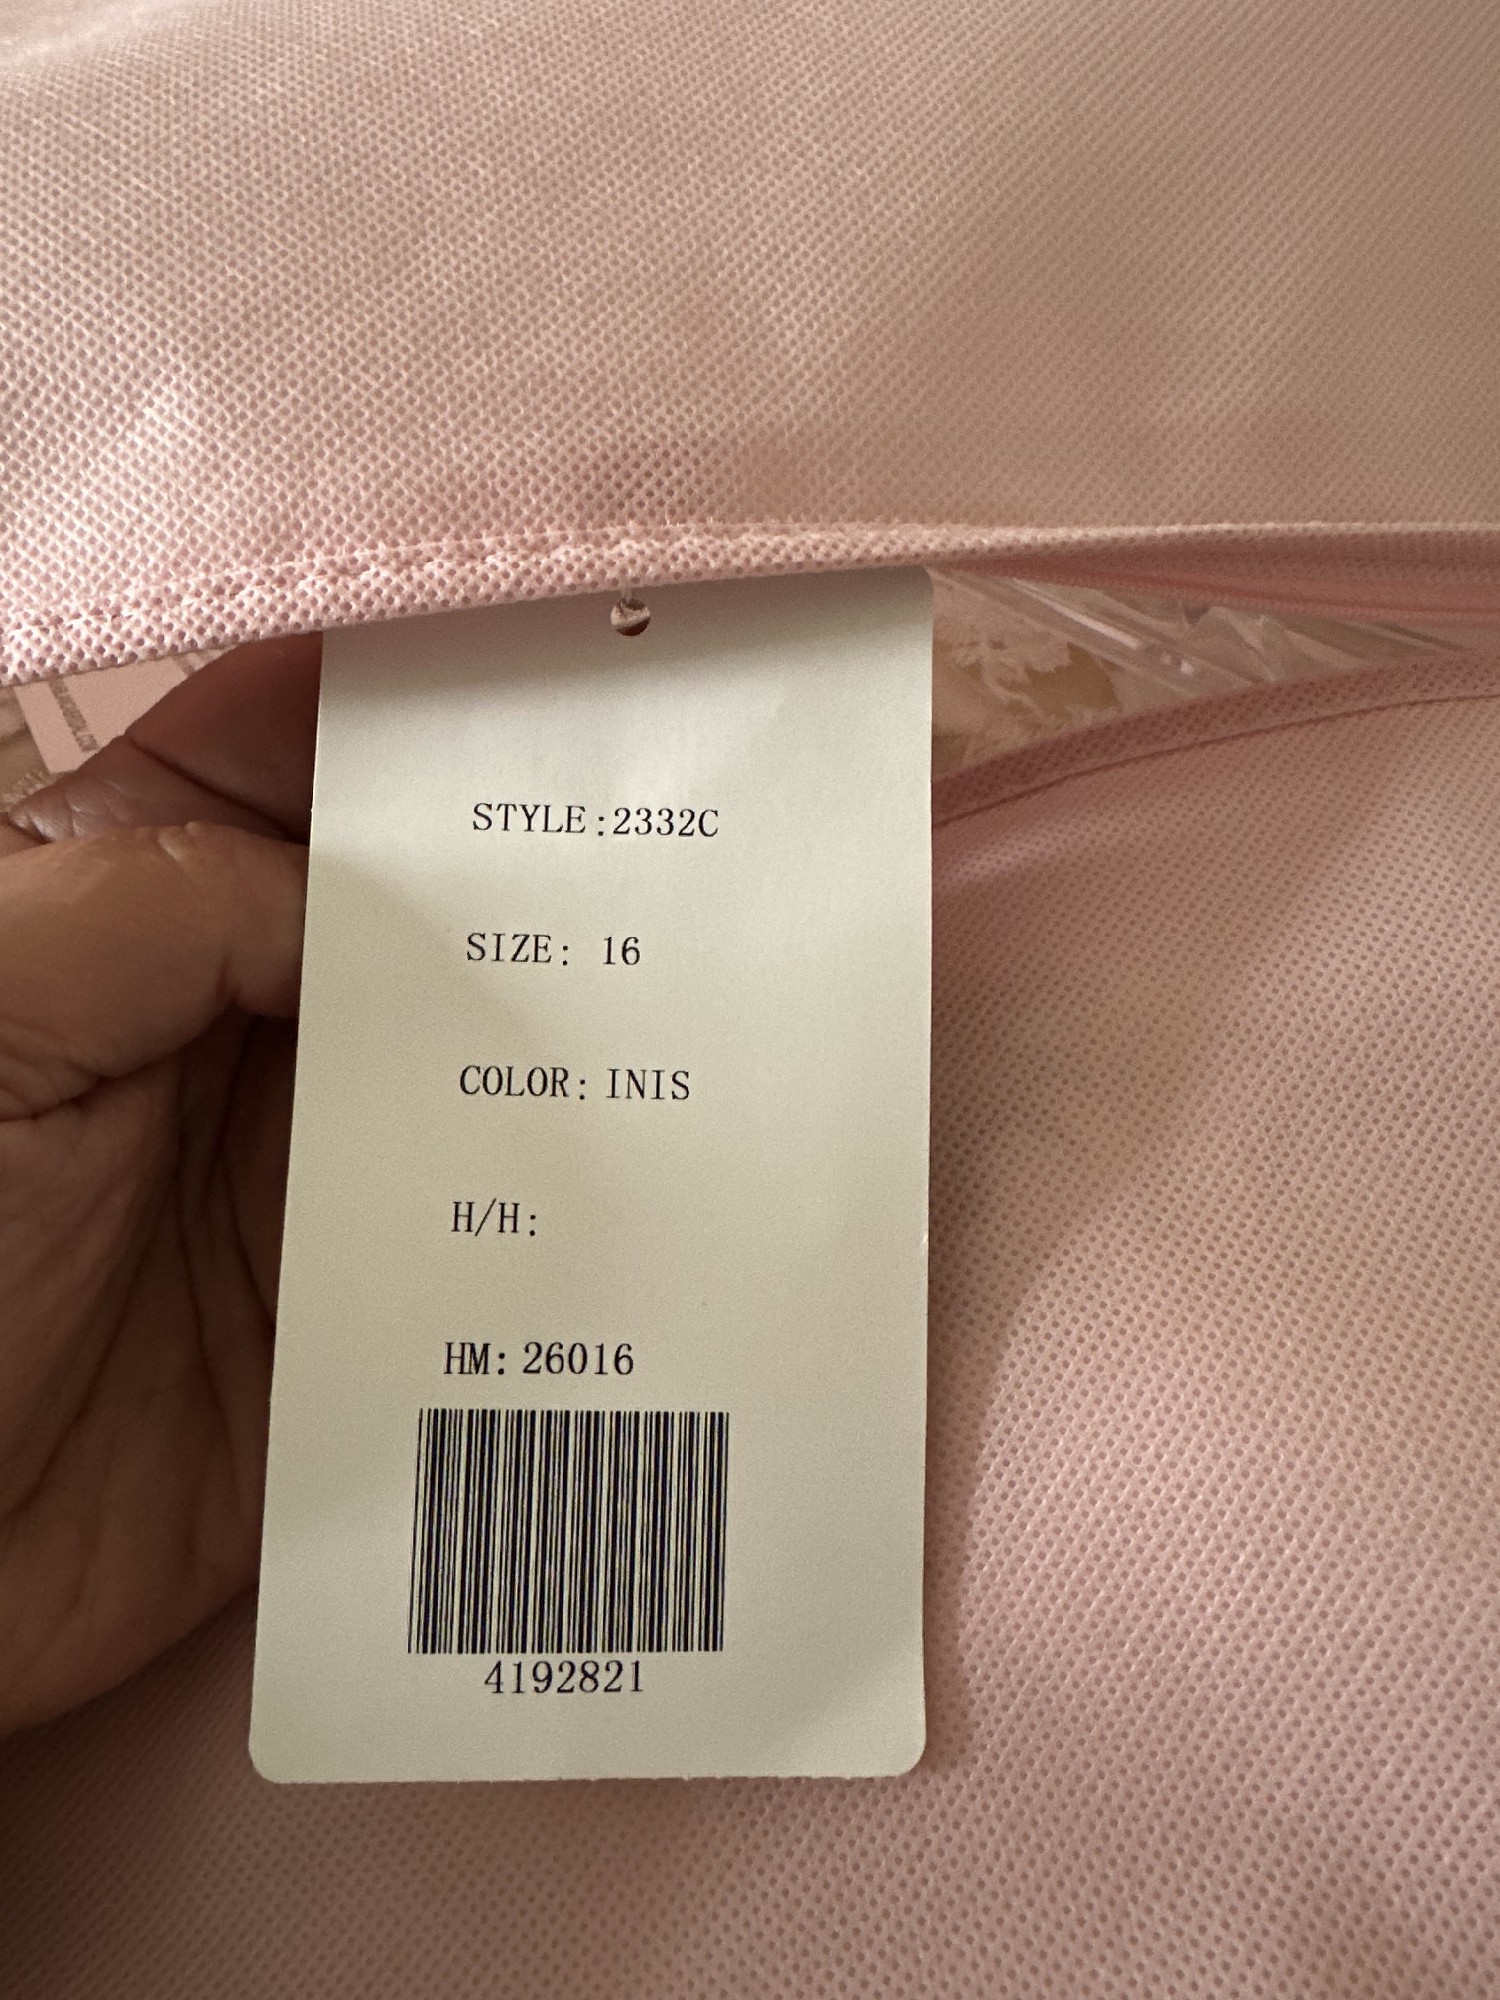 STYLE:2332C
SIZE: 16
COLOR: INIS
H/H:
HM: 26016
4192821